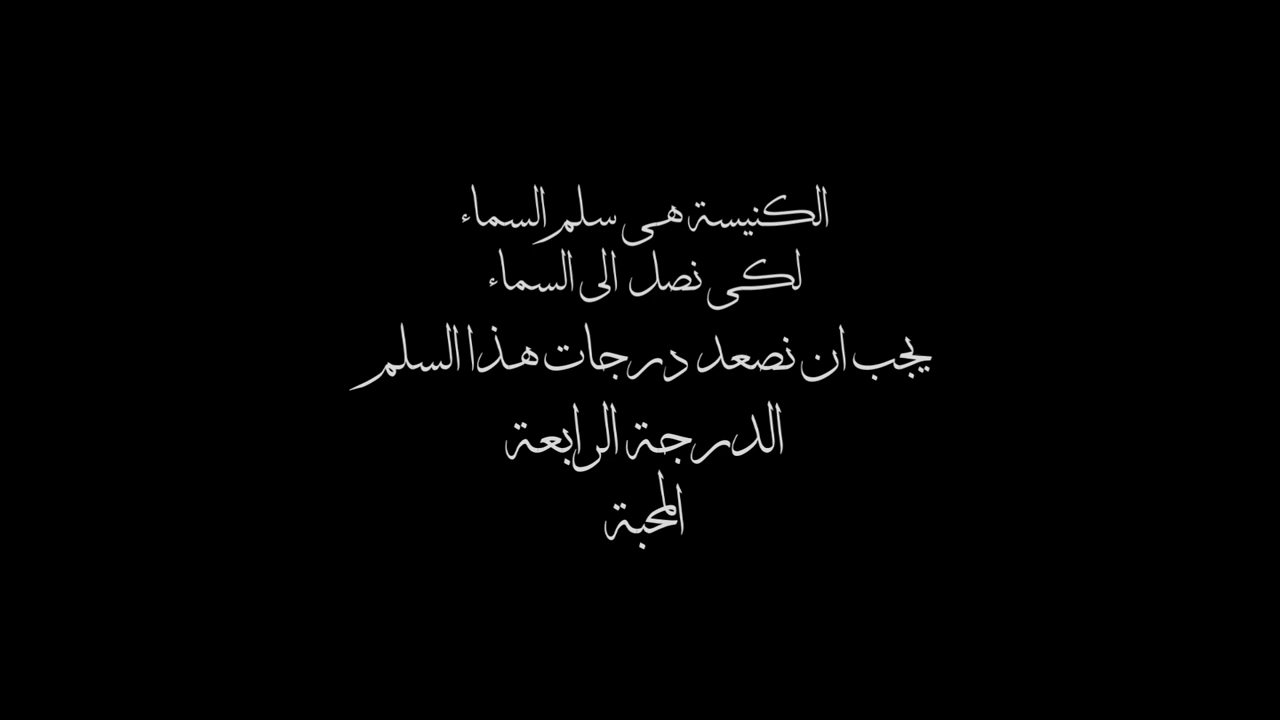 الكنيسة هى سلم السماء
لكى نصل الى السماء
يجب ان نصعد درجات هذا السلم
الدرجة الرابعة
المحبة